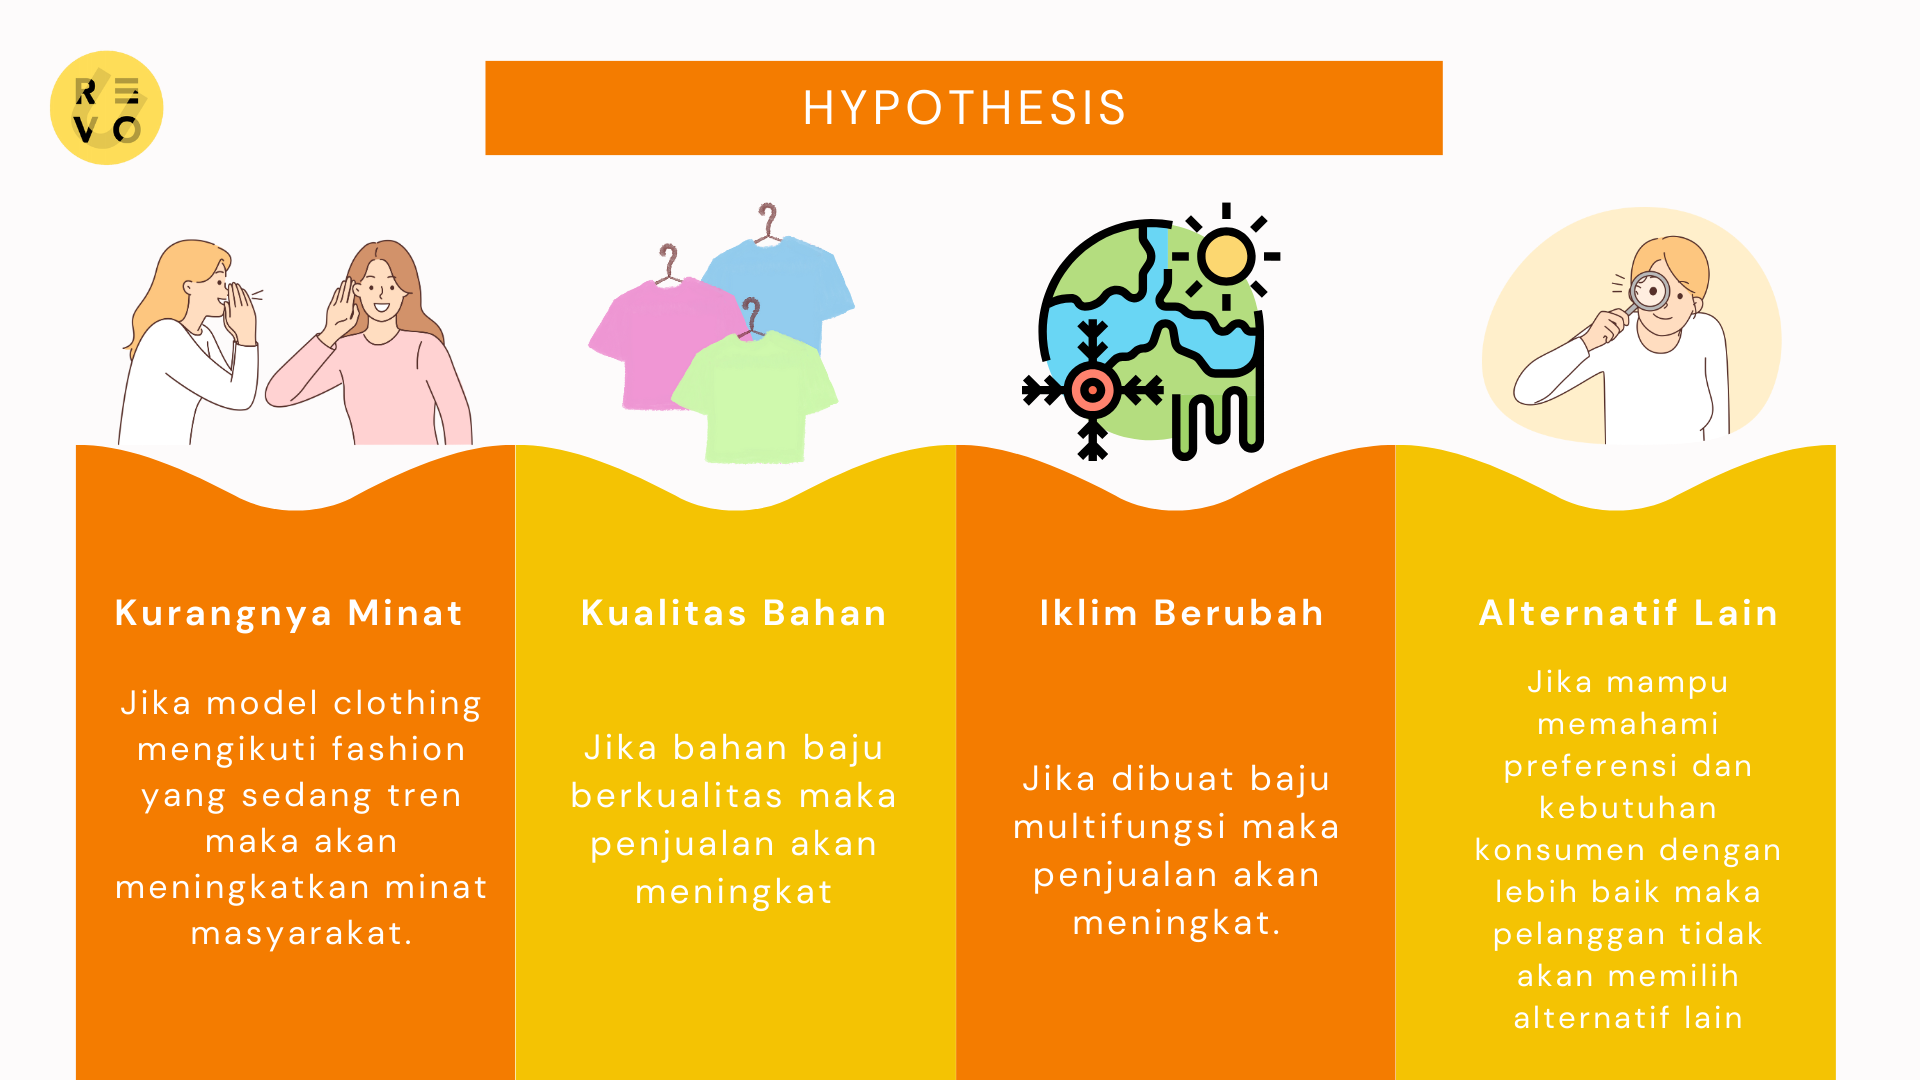 RE
VO
HYPOTHESIS
Kurangnya Minat
Jika model clothing
mengikuti fashion
yang sedang tren
maka akan
meningkatkan minat
masyarakat.
Kualitas Bahan
Jika bahan baju
berkualitas maka
penjualan akan
meningkat
Iklim Berubah
Jika dibuat baju
multifungsi maka
penjualan akan
meningkat.
Alternatif Lain
Jika mampu
memahami
preferensi dan
kebutuhan
konsumen dengan
lebih baik maka
pelanggan tidak
akan memilih
alternatif lain